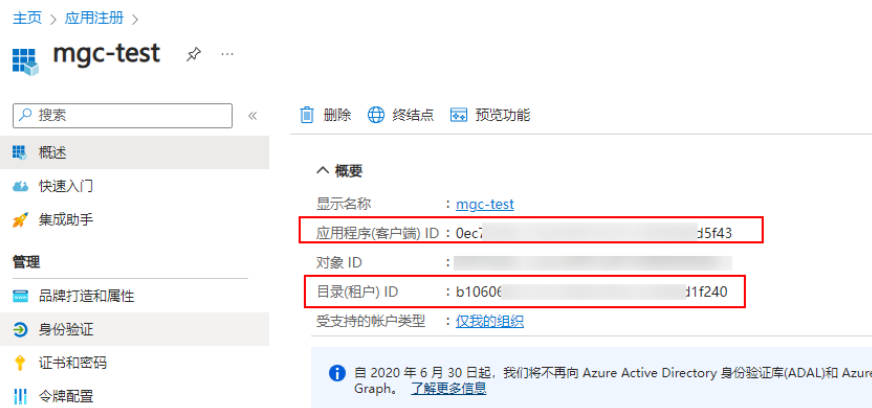 主页 > 应用注册 >
mgc-test
搜索
«
删除 终结点 预览功能
概述
快速入门
集成助手
管理
品牌打造和属性
身份验证
证书和密码
令牌配置
概要
显示名称 : mgc-test
应用程序(客户端) ID : 0ec7 d5f43
对象 ID :
目录(租户) ID : b10606 d1f240
受支持的帐户类型 : 仅我的组织
自 2020 年 6 月 30 日起，我们将不再向 Azure Active Directory 身份验证库(ADAL)和 Azure
Graph。 了解更多信息